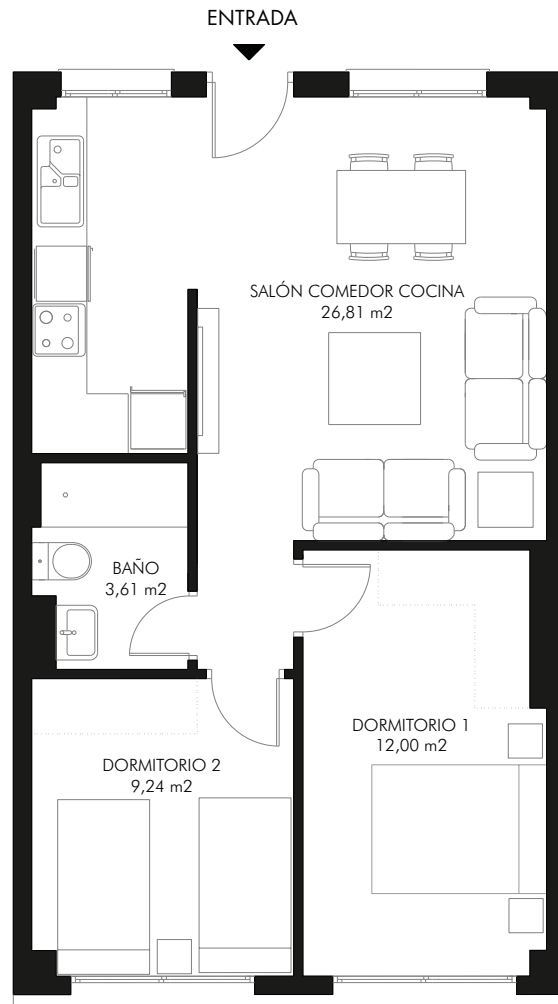 ENTRADA
SALÓN COMEDOR COCINA
26,81 m2
BAÑO
3,61 m2
DORMITORIO 1
12,00 m2
DORMITORIO 2
9,24 m2